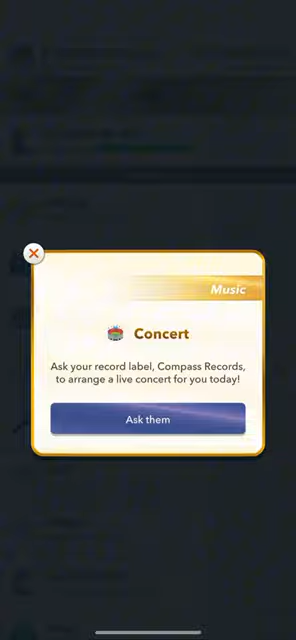 Music
Concert
Ask your record label, Compass Records,
to arrange a live concert for you today!
Ask them